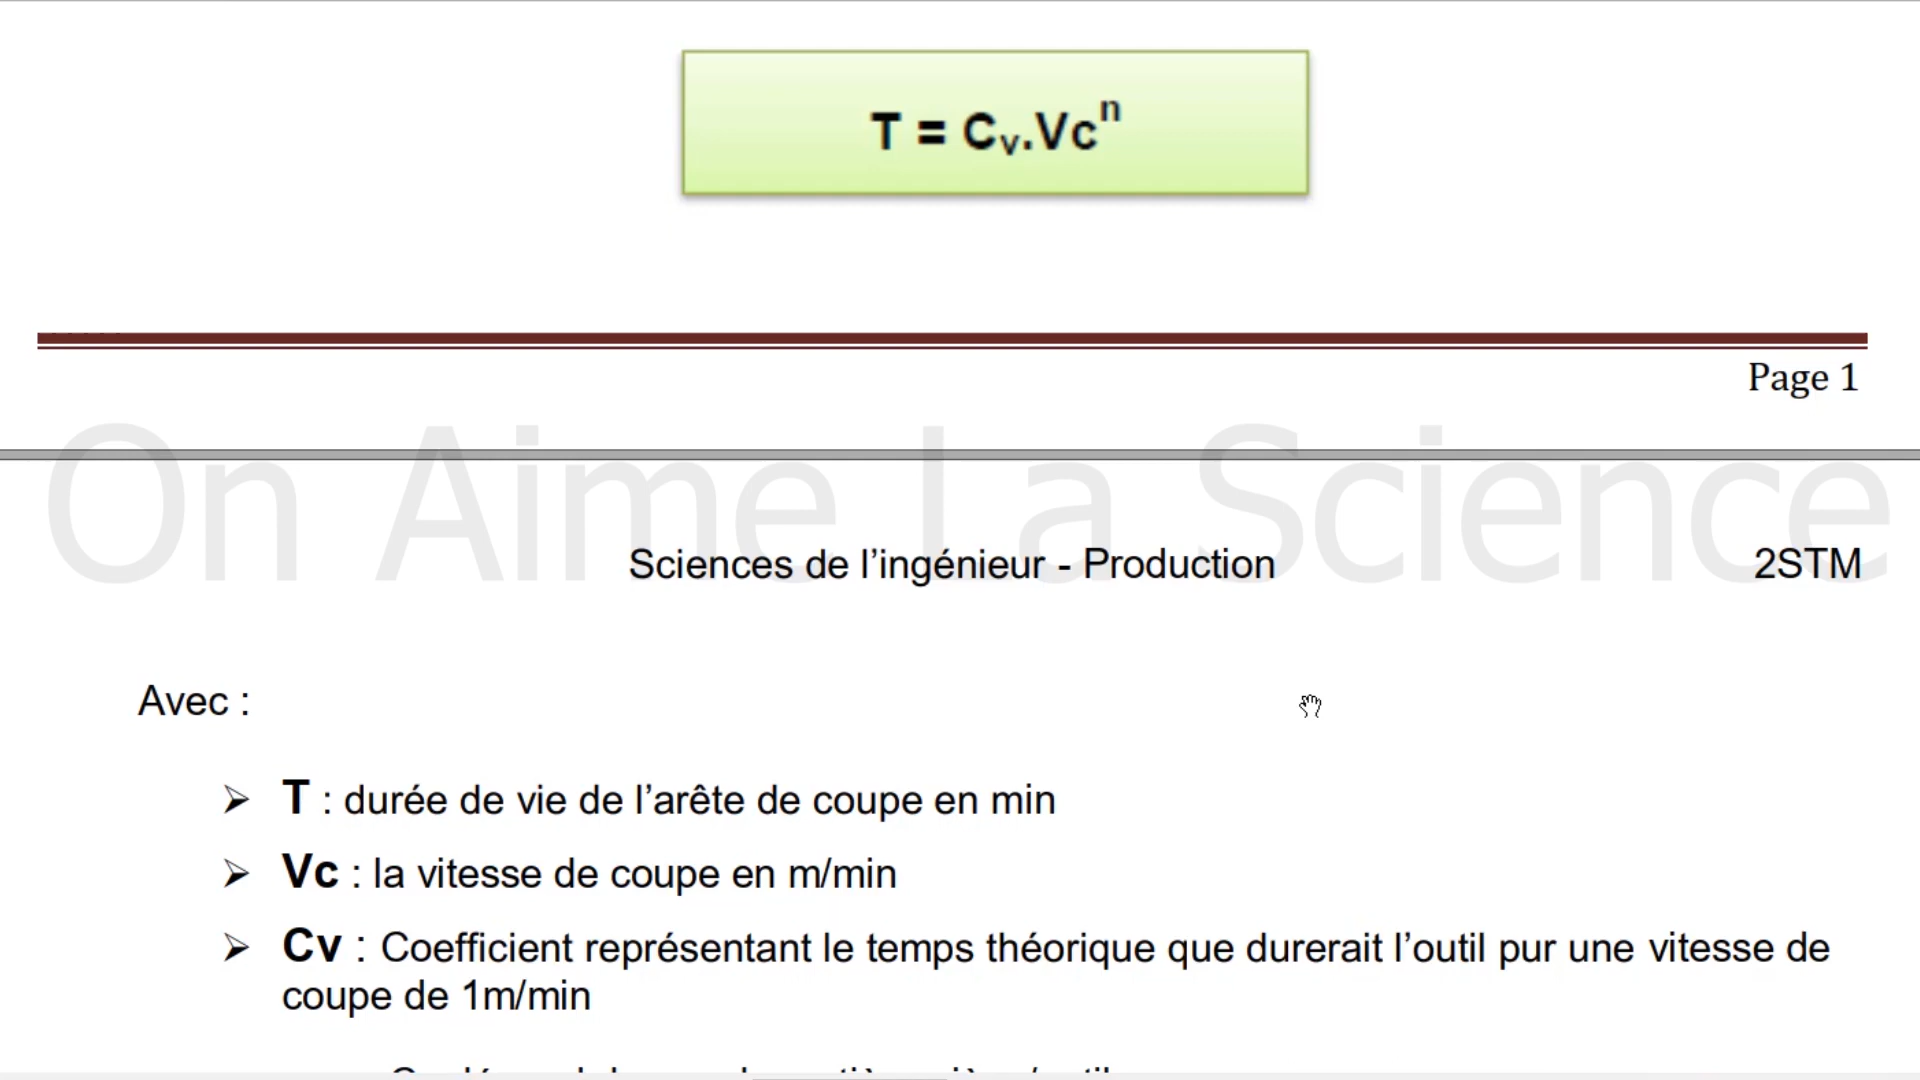 T = Cv.Vcⁿ
Page 1
On Aime La Science
Sciences de l’ingénieur - Production 2STM
Avec :
➢ T : durée de vie de l’arête de coupe en min
➢ Vc : la vitesse de coupe en m/min
➢ Cv : Coefficient représentant le temps théorique que durerait l’outil pur une vitesse de
coupe de 1m/min